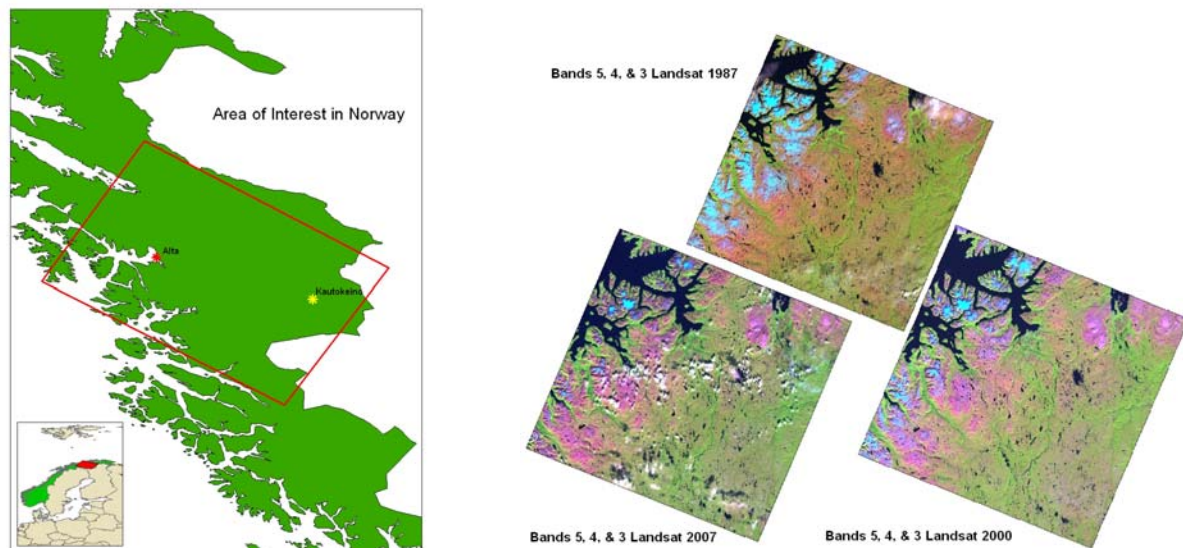 Area of Interest in Norway
Alta
Kautokeino
Bands 5, 4, & 3 Landsat 1987
Bands 5, 4, & 3 Landsat 2007
Bands 5, 4, & 3 Landsat 2000